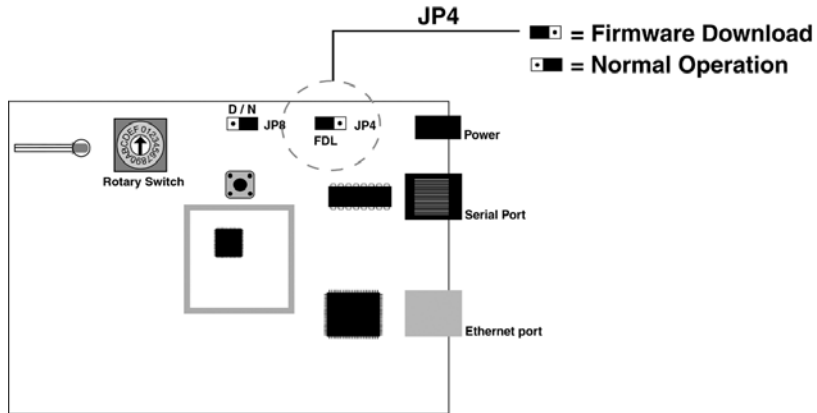 JP4
= Firmware Download
= Normal Operation
D / N
JP8
JP4
FDL
Power
Rotary Switch
Serial Port
Ethernet port